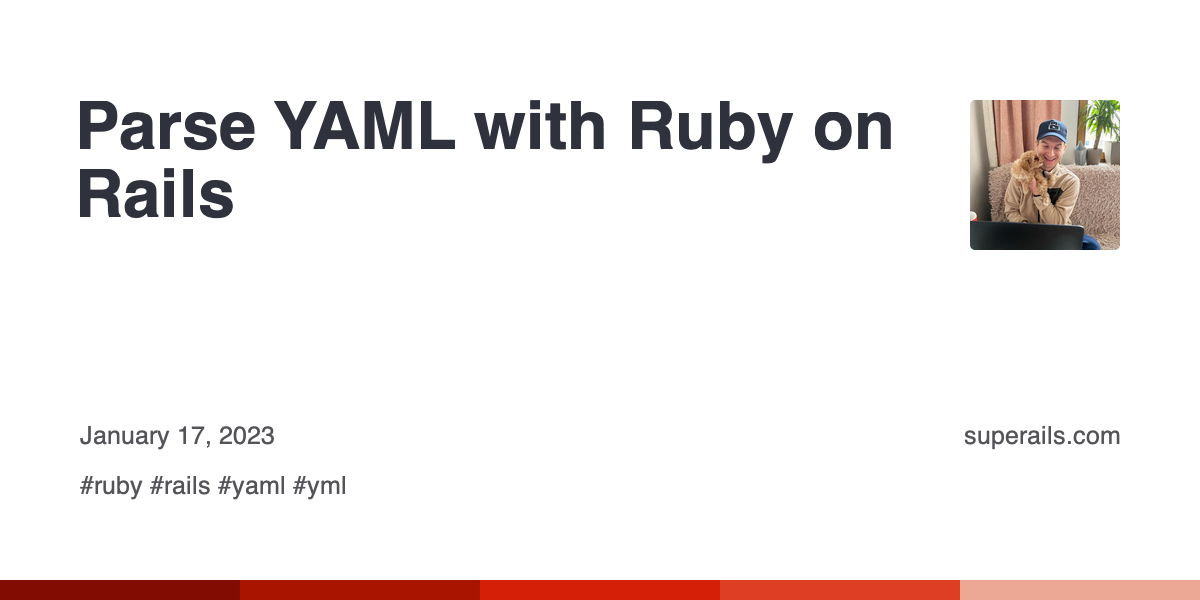 Parse YAML with Ruby on
Rails
January 17, 2023
superails.com
#ruby #rails #yaml #yml